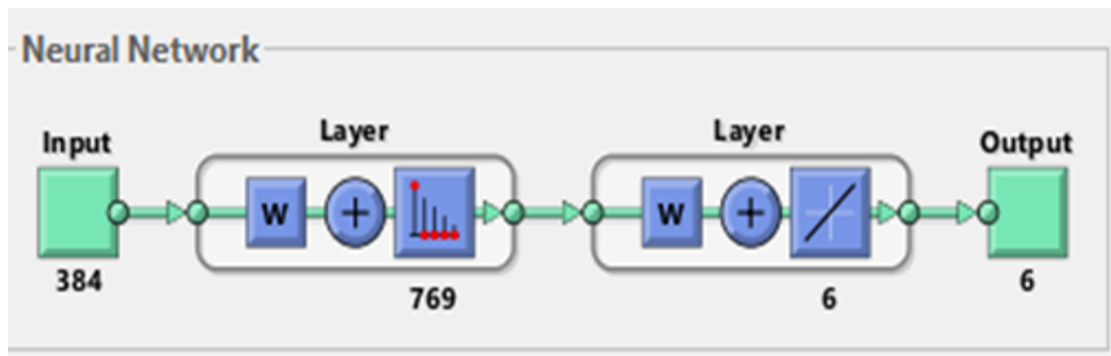 Neural Network
Layer Layer
Input Output
W + W +
384 6
769 6